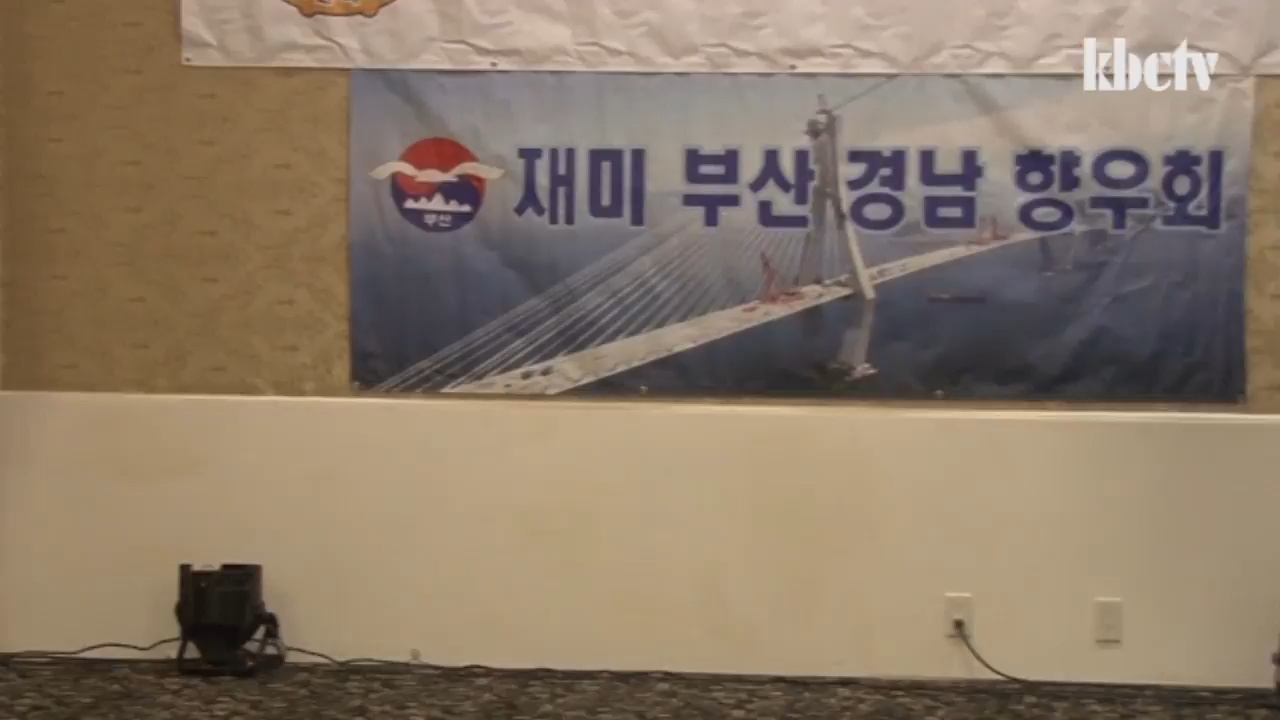 kbctv
재미 부산 경남 향우회
부산